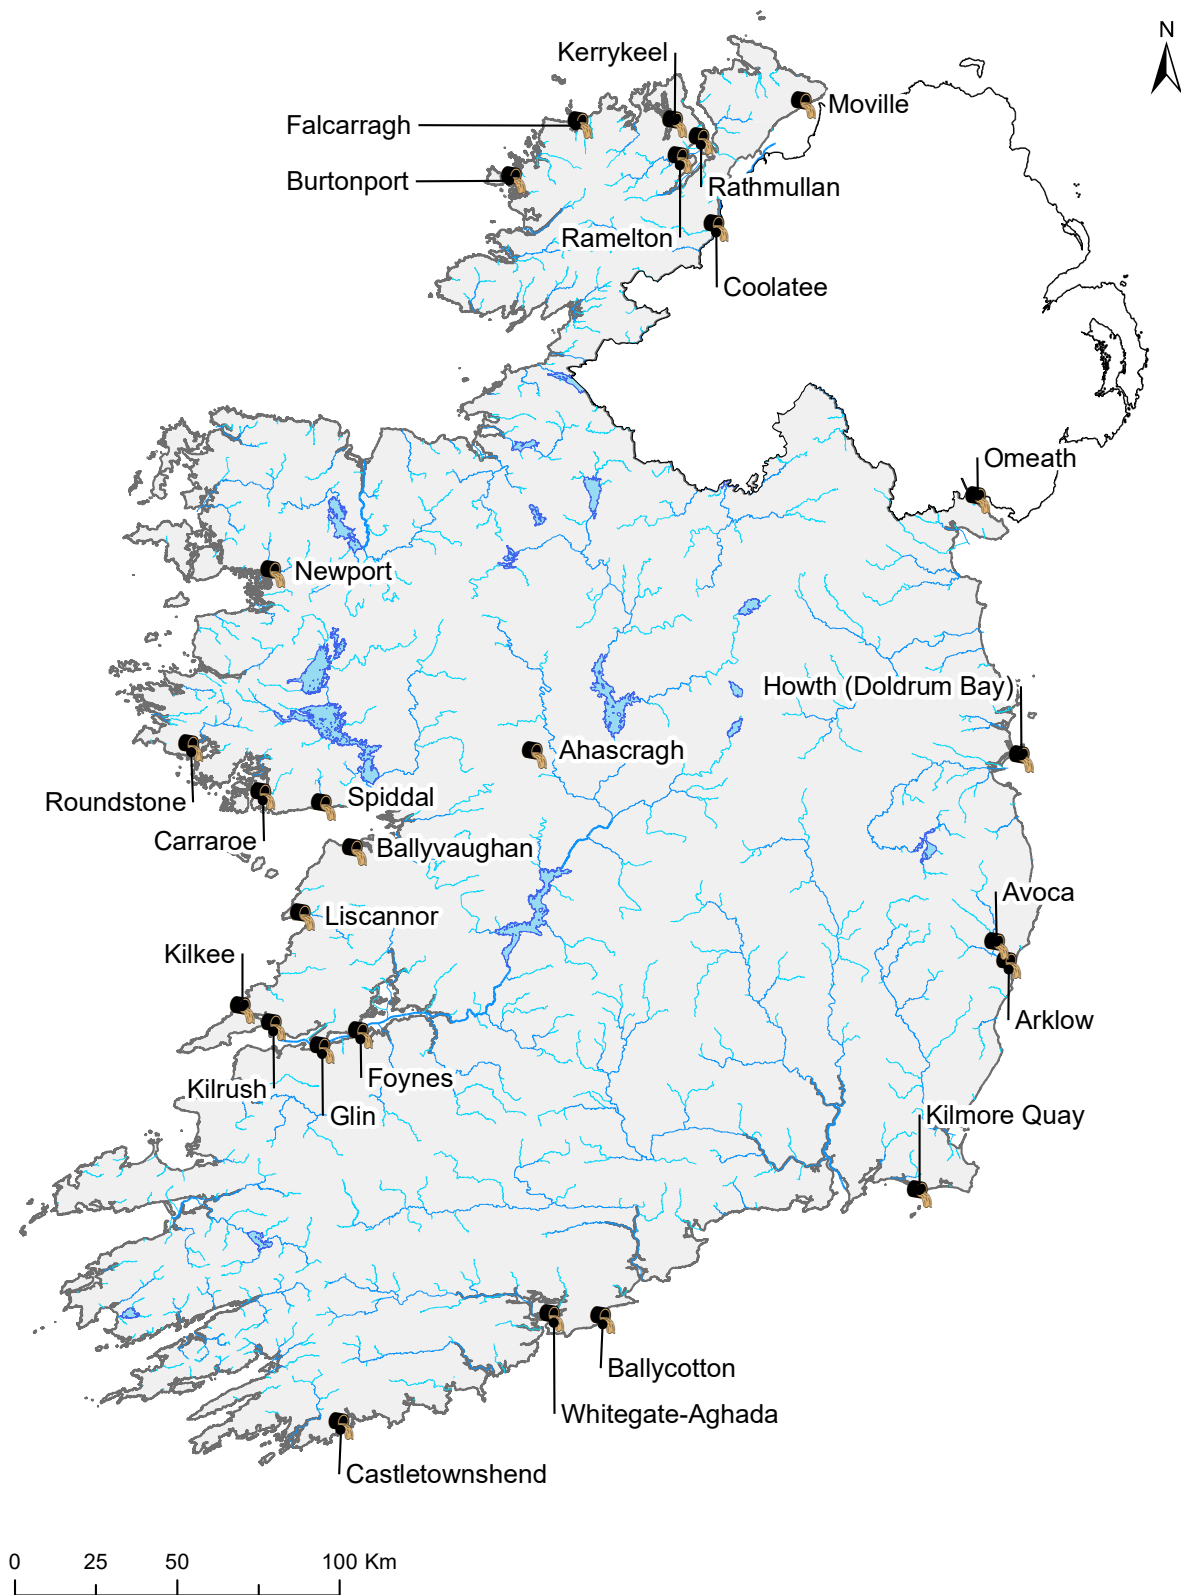 N
Kerrykeel
Moville
Falcarragh
Burtonport
Rathmullan
Ramelton
Coolatee
Omeath
Newport
Howth (Doldrum Bay)
Ahascragh
Roundstone
Spiddal
Carraroe
Ballyvaughan
Avoca
Liscannor
Kilkee
Arklow
Foynes
Kilrush
Glin
Kilmore Quay
Ballycotton
Whitegate-Aghada
Castletownshend
0 25 50 100 Km